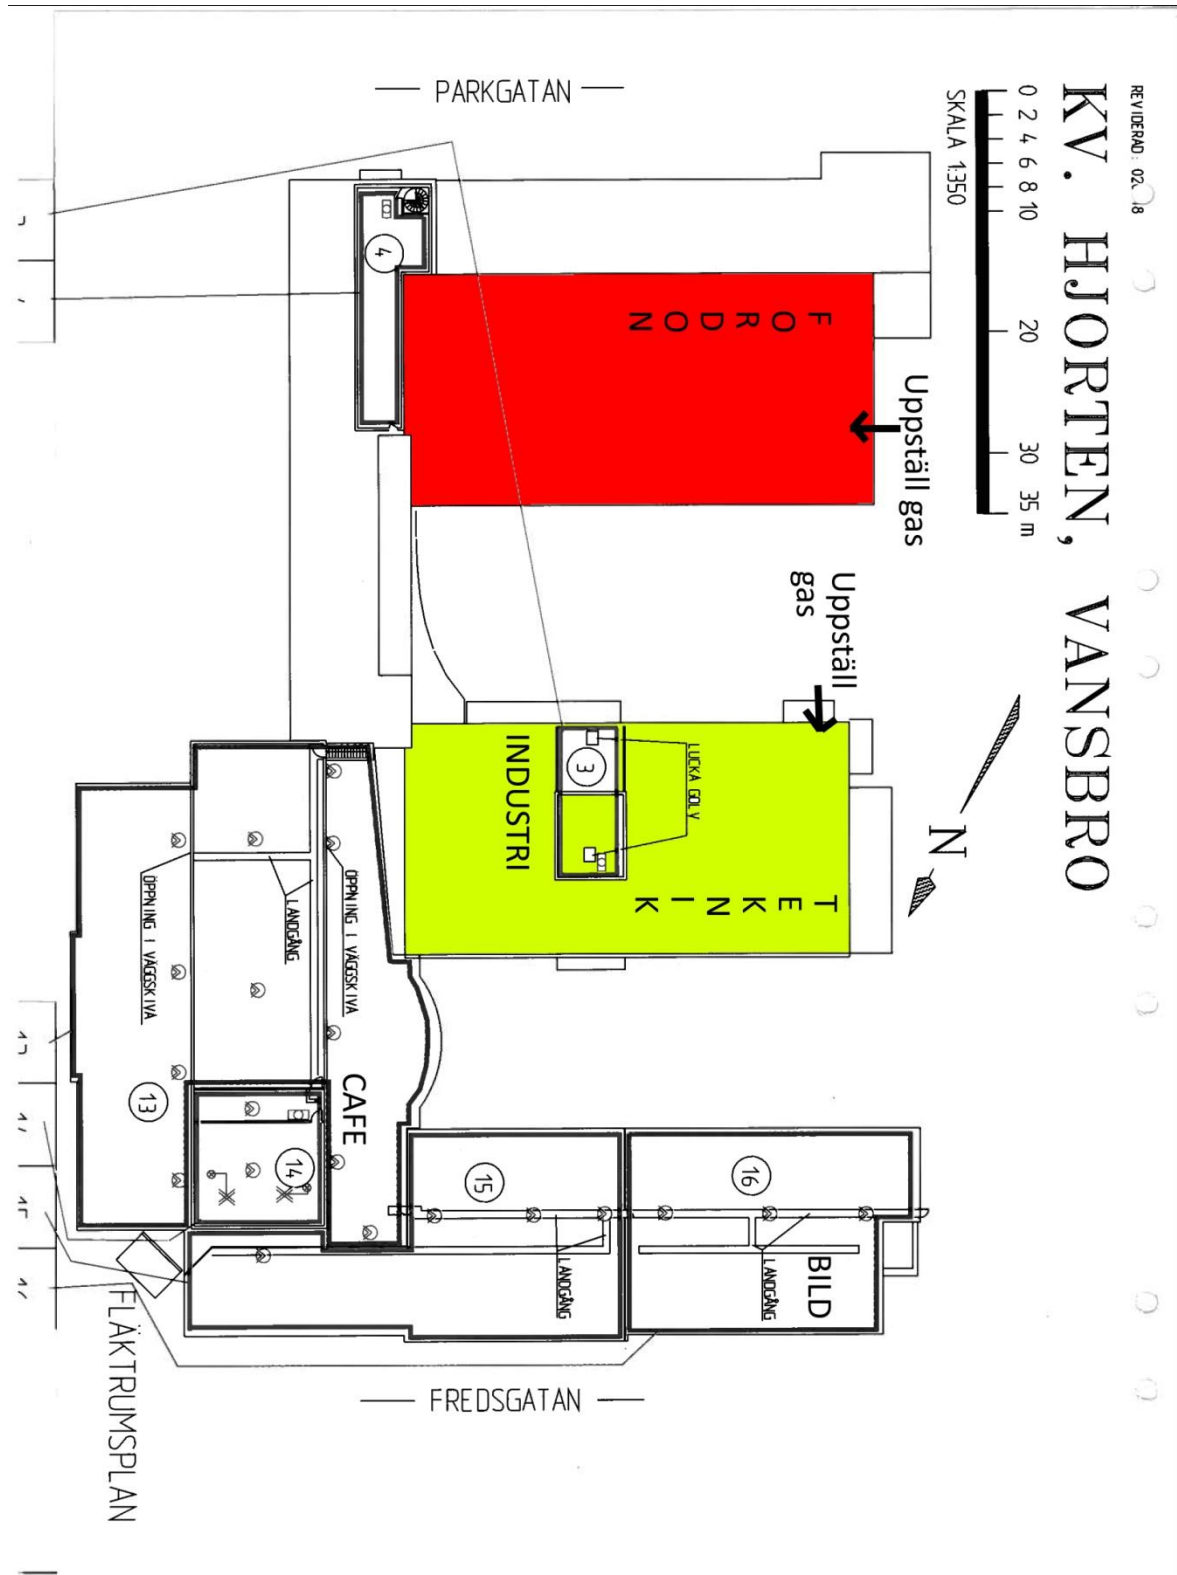 REVIDERAD:
KV. HJORTEN, VANSBRO
0 2 4 6 8 10 20 30 35 m
SKALA 1:350
PARKGATAN
FORDON
Uppställ gas
Uppställ
gas
N
4
3
LUCKA GOLV
INDUSTRI
TEKNIK
ÖPPNING I VÄGGSKIVA
LANDGÅNG
ÖPPNING I VÄGGSKIVA
CAFE
13
14
15
16
LANDGÅNG
LANDGÅNG
BILD
FREDSGATAN
FLÄKTRUMSPLAN